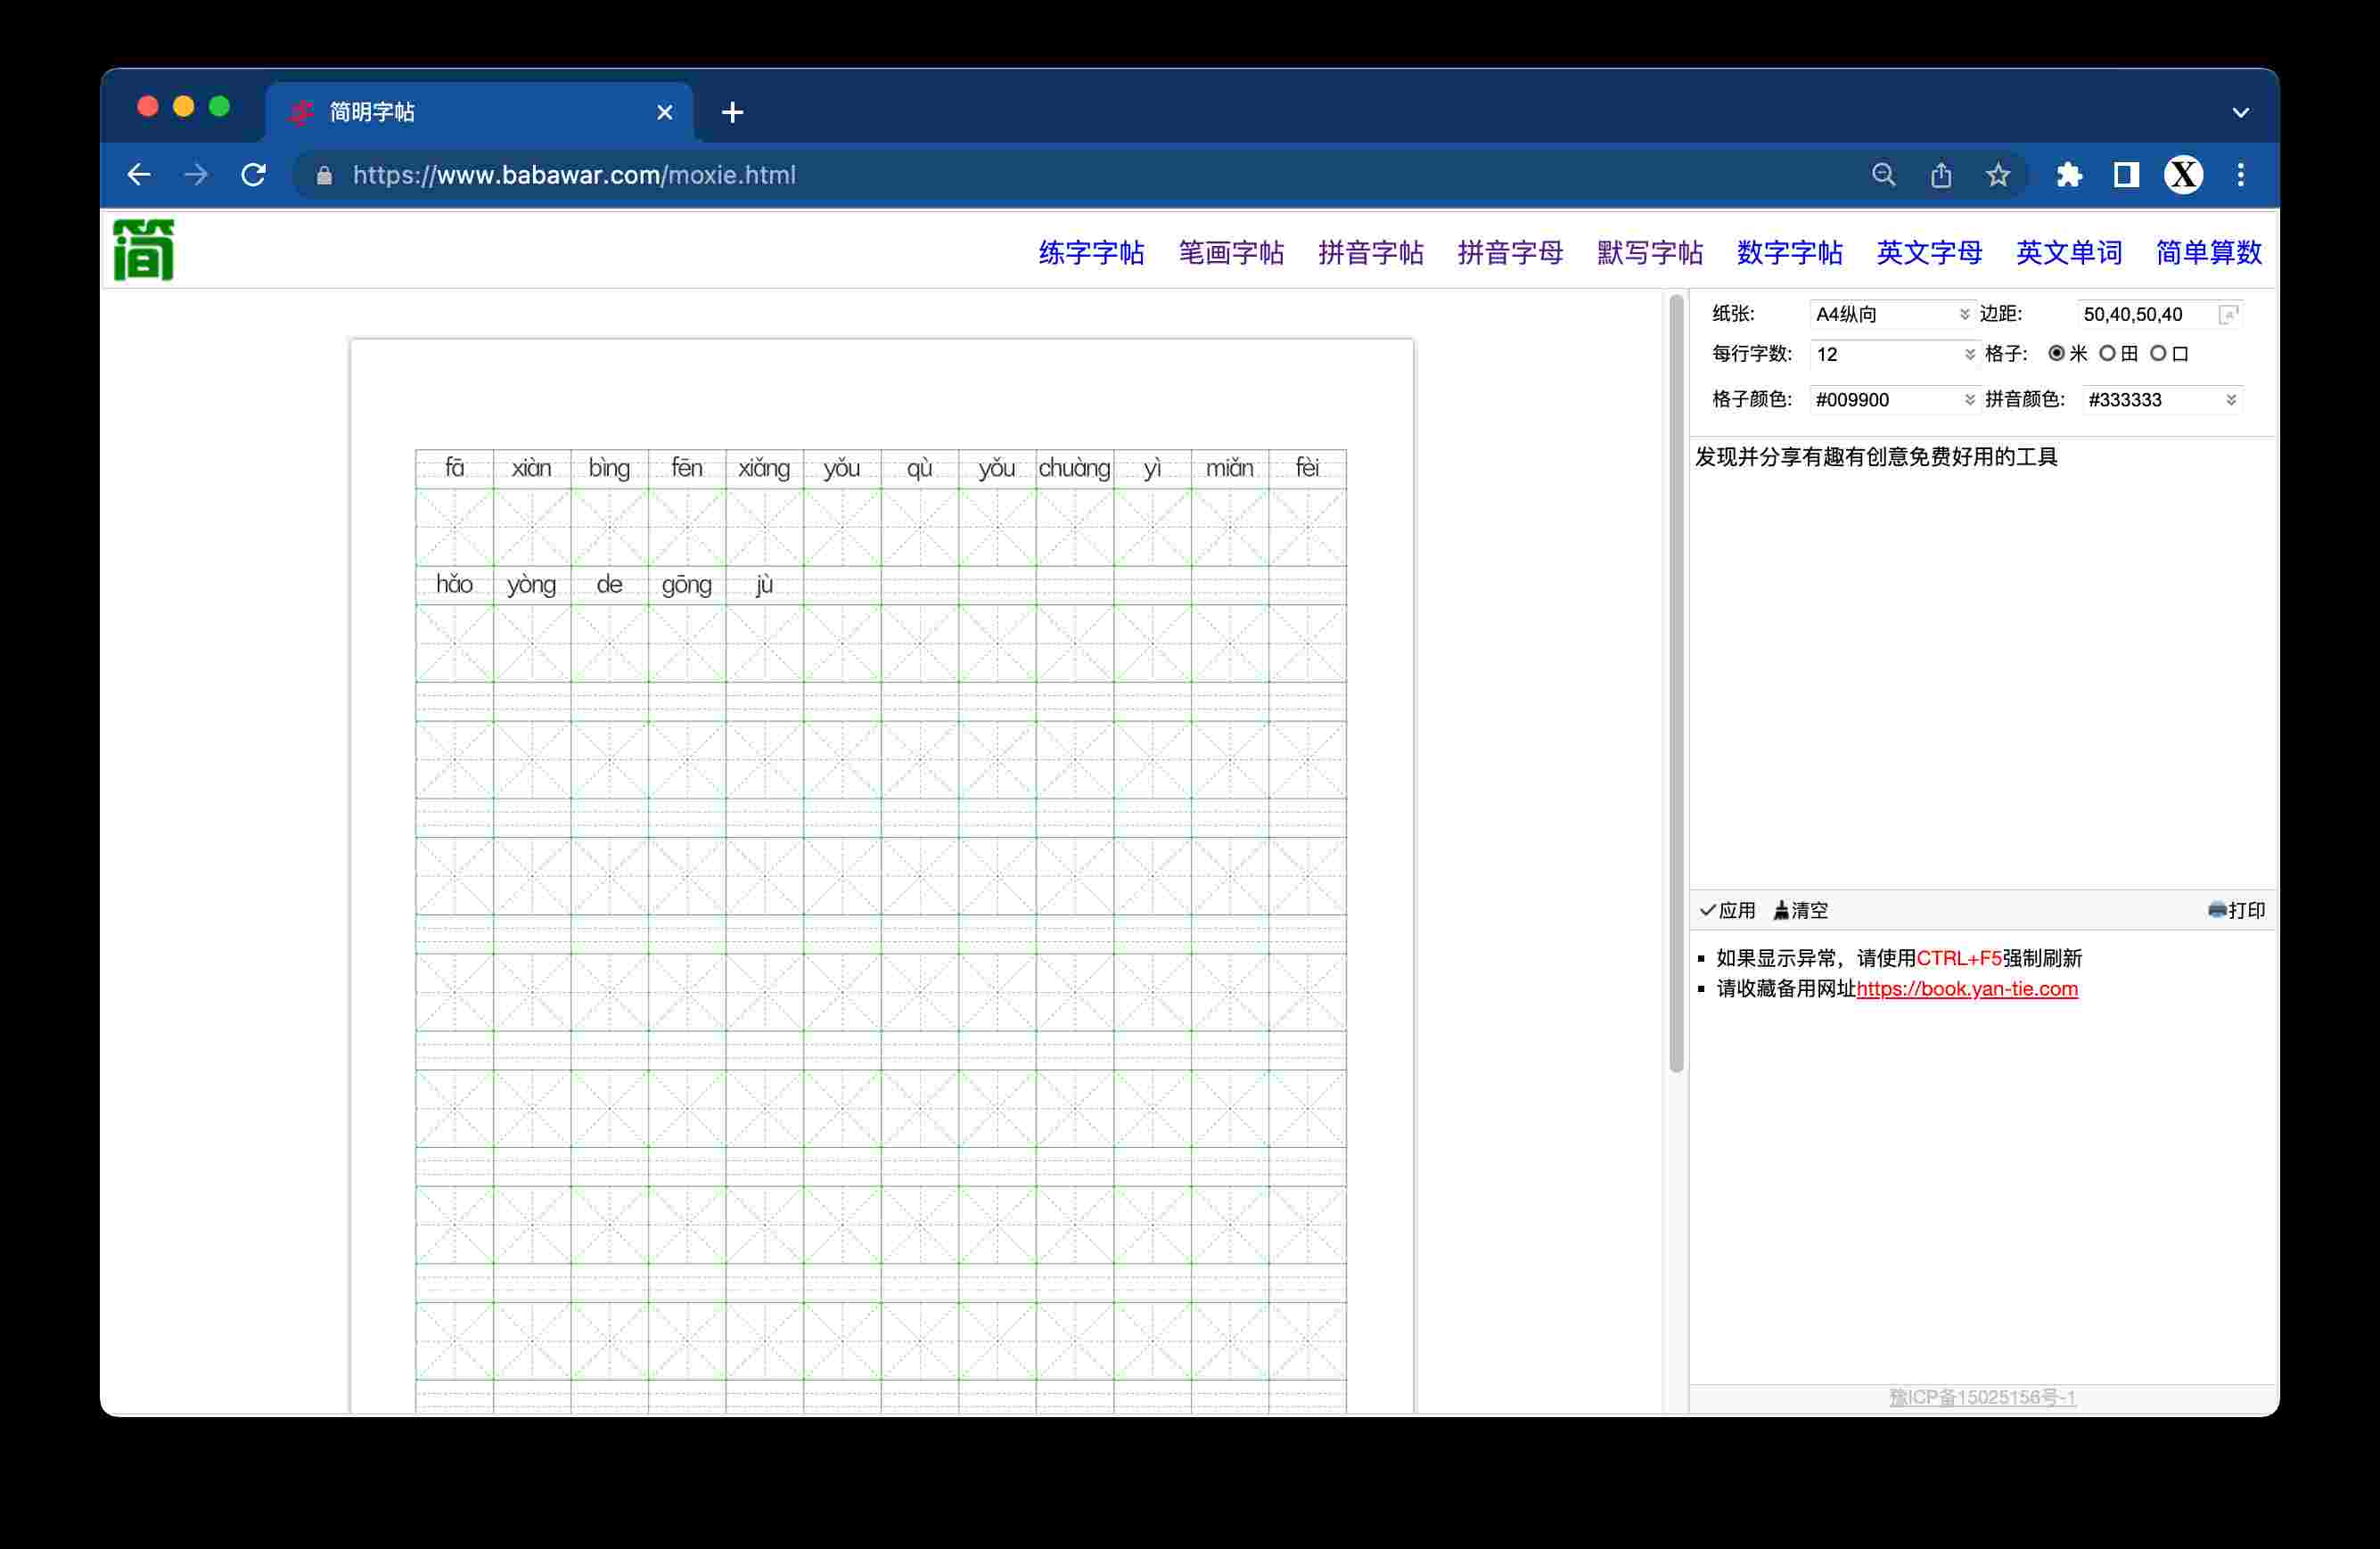 简明字帖
https://www.babawar.com/moxie.html
X
简
练字字帖 笔画字帖 拼音字帖 拼音字母 默写字帖 数字字帖 英文字母 英文单词 简单算数
纸张: A4纵向 边距: 50,40,50,40
每行字数: 12 格子: 米 田 口
格子颜色: #009900 拼音颜色: #333333
fā xiàn bìng fēn xiǎng yǒu qù yǒu chuàng yì miǎn fèi
hǎo yòng de gōng jù
发现并分享有趣有创意免费好用的工具
应用 清空 打印
如果显示异常，请使用CTRL+F5强制刷新
请收藏备用网址https://book.yan-tie.com
豫ICP备15025156号-1